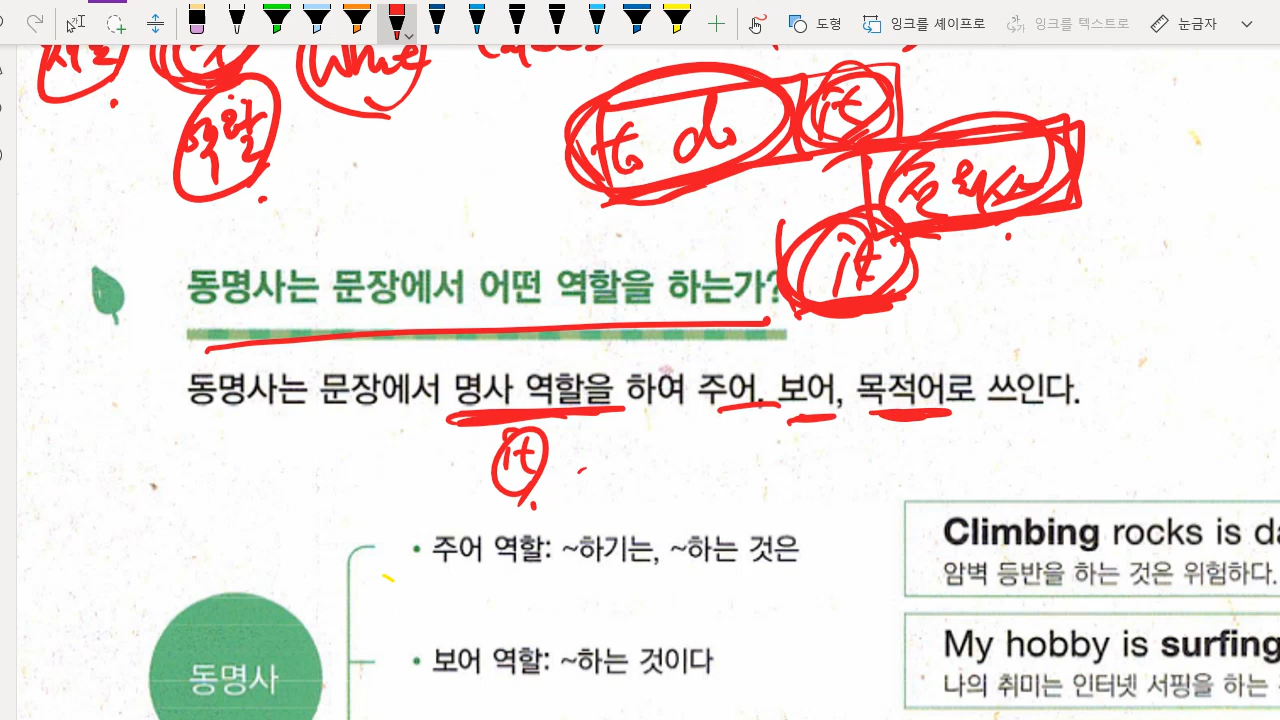 도형 잉크를 셰이프로 잉크를 텍스트로 눈금자
역할
to do it
it
동명사는 문장에서 어떤 역할을 하는가?
동명사는 문장에서 명사 역할을 하여 주어, 보어, 목적어로 쓰인다.
it
• 주어 역할: ~하기는, ~하는 것은
Climbing rocks is da
암벽 등반을 하는 것은 위험하다.
• 보어 역할: ~하는 것이다
My hobby is surfing
나의 취미는 인터넷 서핑을 하는
동명사